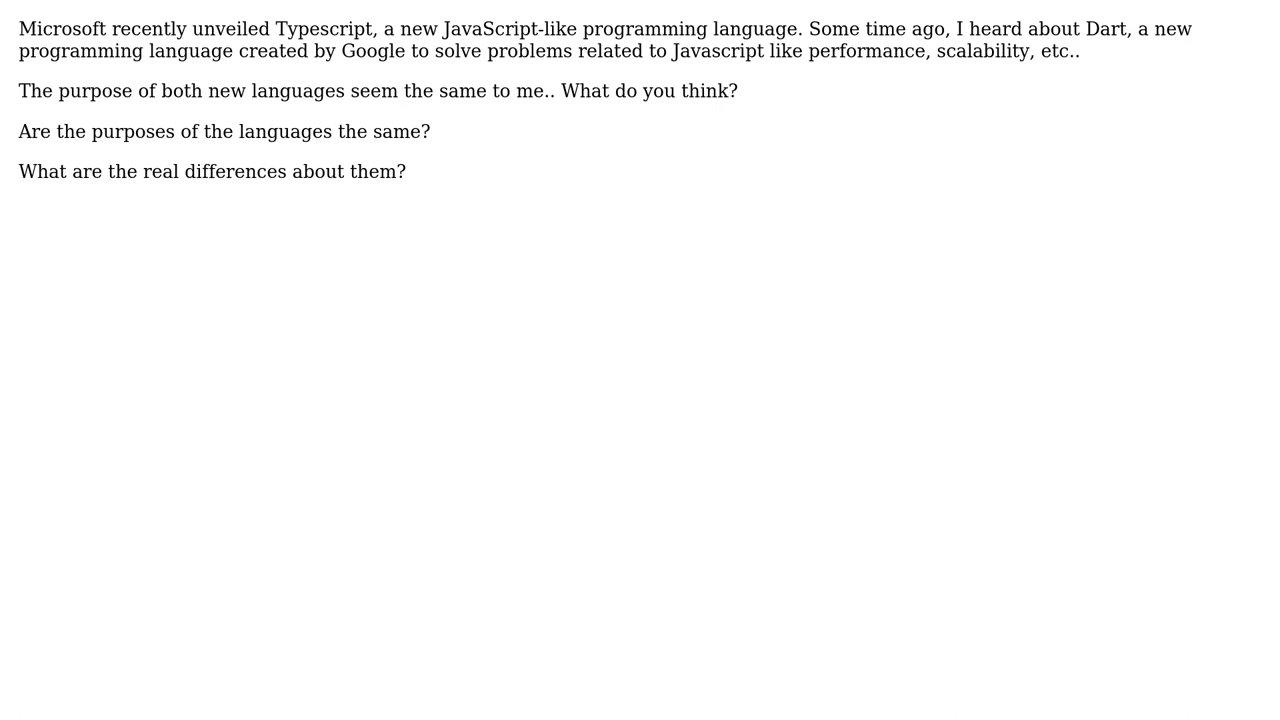 Microsoft recently unveiled Typescript, a new JavaScript-like programming language. Some time ago, I heard about Dart, a new
programming language created by Google to solve problems related to Javascript like performance, scalability, etc..
The purpose of both new languages seem the same to me.. What do you think?
Are the purposes of the languages the same?
What are the real differences about them?